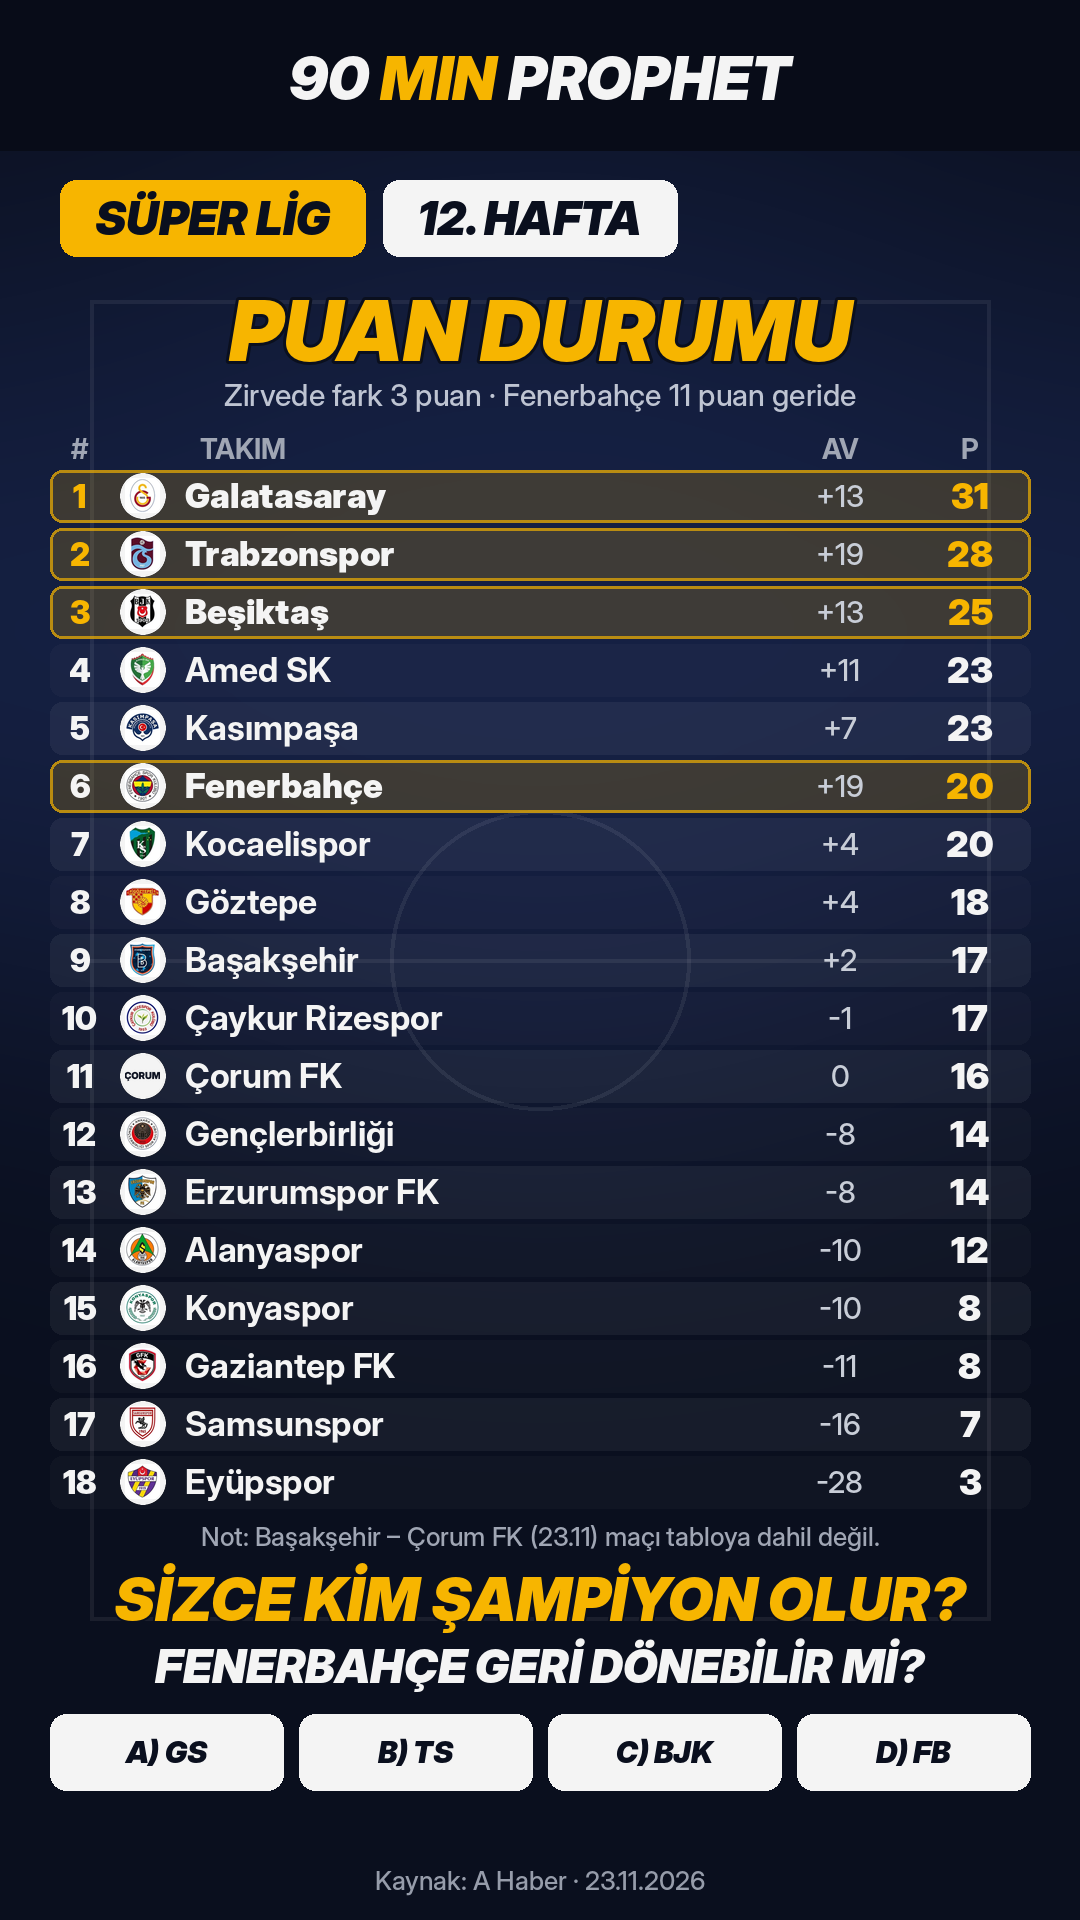 90 MIN PROPHET
SÜPER LİG 12. HAFTA
PUAN DURUMU
Zirvede fark 3 puan · Fenerbahçe 11 puan geride
# TAKIM AV P
1 Galatasaray +13 31
2 Trabzonspor +19 28
3 Beşiktaş +13 25
4 Amed SK +11 23
5 Kasımpaşa +7 23
6 Fenerbahçe +19 20
7 Kocaelispor +4 20
8 Göztepe +4 18
9 Başakşehir +2 17
10 Çaykur Rizespor -1 17
11 ÇORUM Çorum FK 0 16
12 Gençlerbirliği -8 14
13 Erzurumspor FK -8 14
14 Alanyaspor -10 12
15 Konyaspor -10 8
16 Gaziantep FK -11 8
17 Samsunspor -16 7
18 Eyüpspor -28 3
Not: Başakşehir – Çorum FK (23.11) maçı tabloya dahil değil.
SİZCE KİM ŞAMPİYON OLUR?
FENERBAHÇE GERİ DÖNEBİLİR Mİ?
A) GS B) TS C) BJK D) FB
Kaynak: A Haber · 23.11.2026